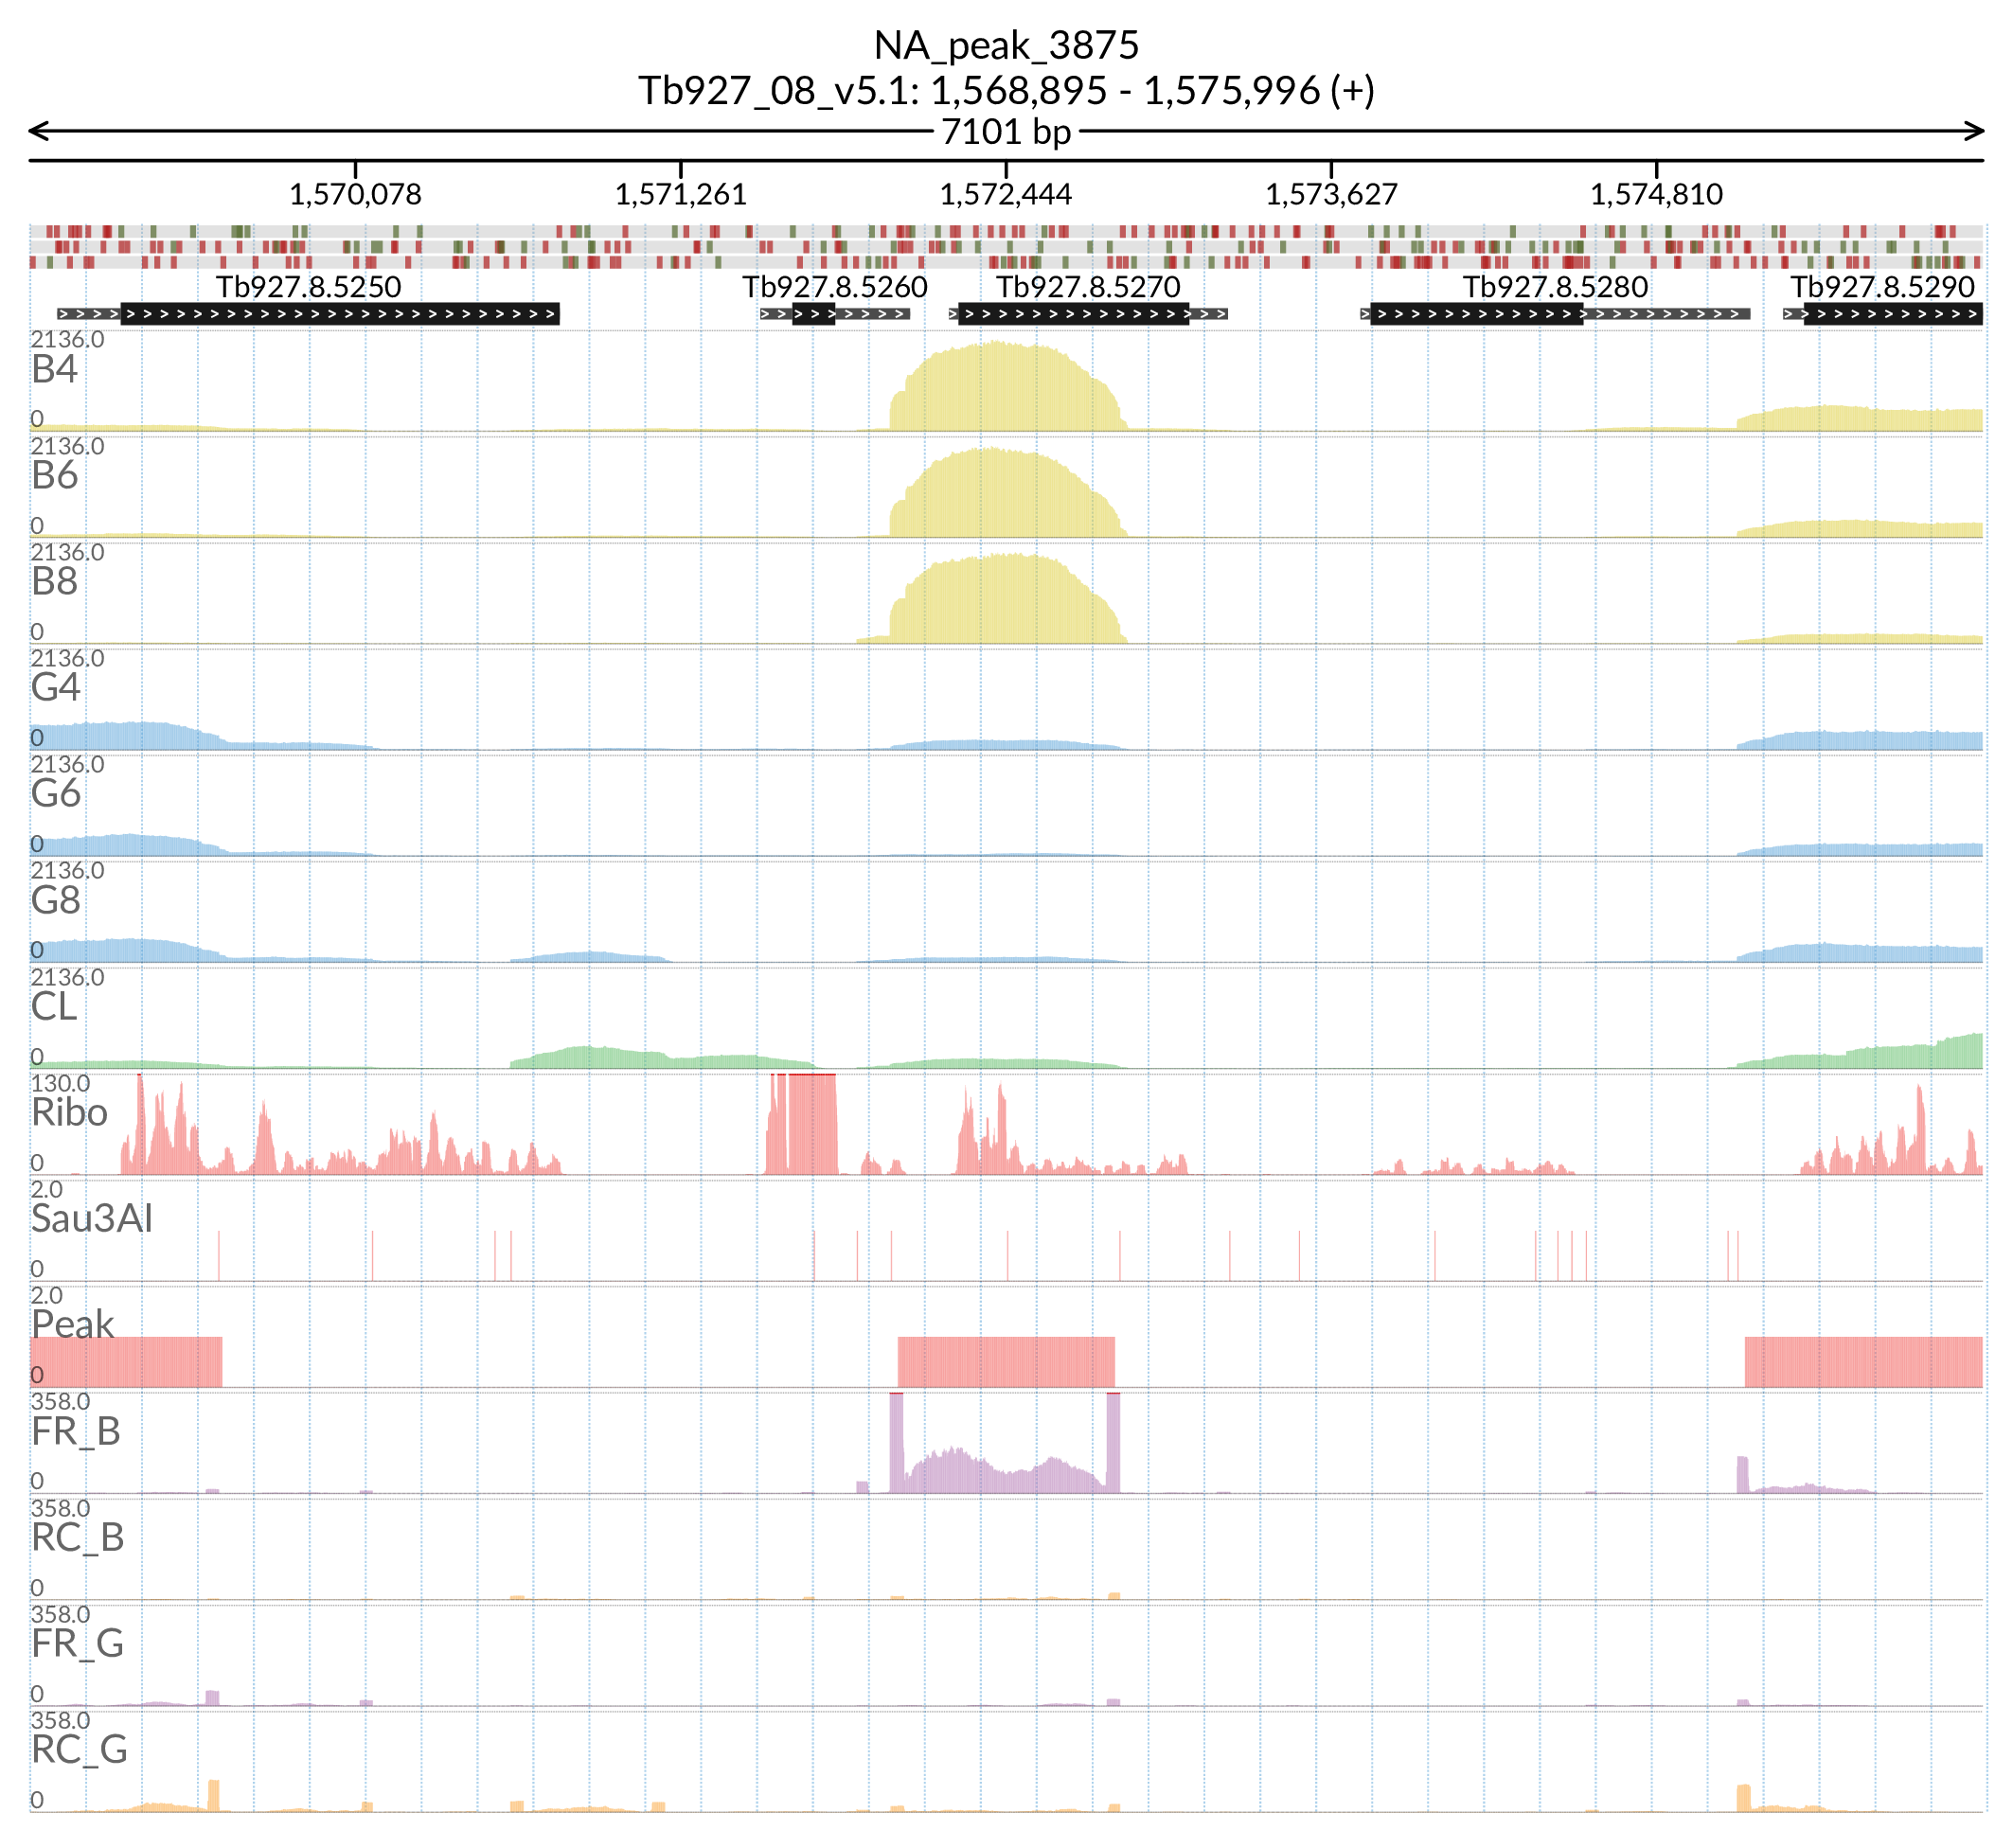 NA_peak_3875
Tb927_08_v5.1: 1,568,895 - 1,575,996 (+)
7101 bp
1,570,078 1,571,261 1,572,444 1,573,627 1,574,810
Tb927.8.5250 Tb927.8.5260 Tb927.8.5270 Tb927.8.5280 Tb927.8.5290
2136.0
B4
0
2136.0
B6
0
2136.0
B8
0
2136.0
G4
0
2136.0
G6
0
2136.0
G8
0
2136.0
CL
0
130.0
Ribo
0
2.0
Sau3AI
0
2.0
Peak
0
358.0
FR_B
0
358.0
RC_B
0
358.0
FR_G
0
358.0
RC_G
0